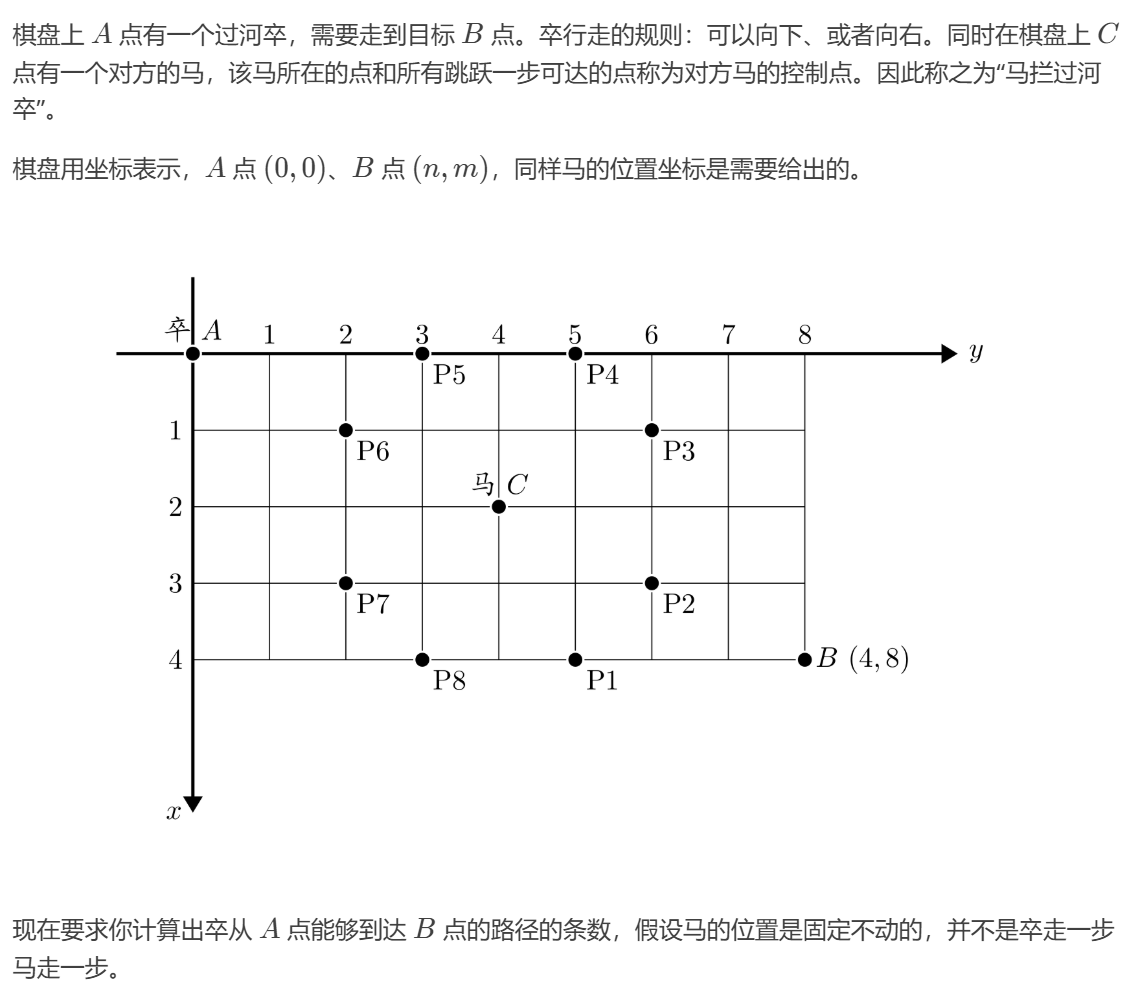 棋盘上 A 点有一个过河卒，需要走到目标 B 点。卒行走的规则：可以向下、或者向右。同时在棋盘上 C
点有一个对方的马，该马所在的点和所有跳跃一步可达的点称为对方马的控制点。因此称之为“马拦过河
卒”。
棋盘用坐标表示，A 点 (0, 0)、B 点 (n, m)，同样马的位置坐标是需要给出的。
卒 A 1 2 3 4 5 6 7 8
y
P5 P4
1
P6 P3
马 C
2
3
P7 P2
4 B (4, 8)
P8 P1
x
现在要求你计算出卒从 A 点能够到达 B 点的路径的条数，假设马的位置是固定不动的，并不是卒走一步
马走一步。